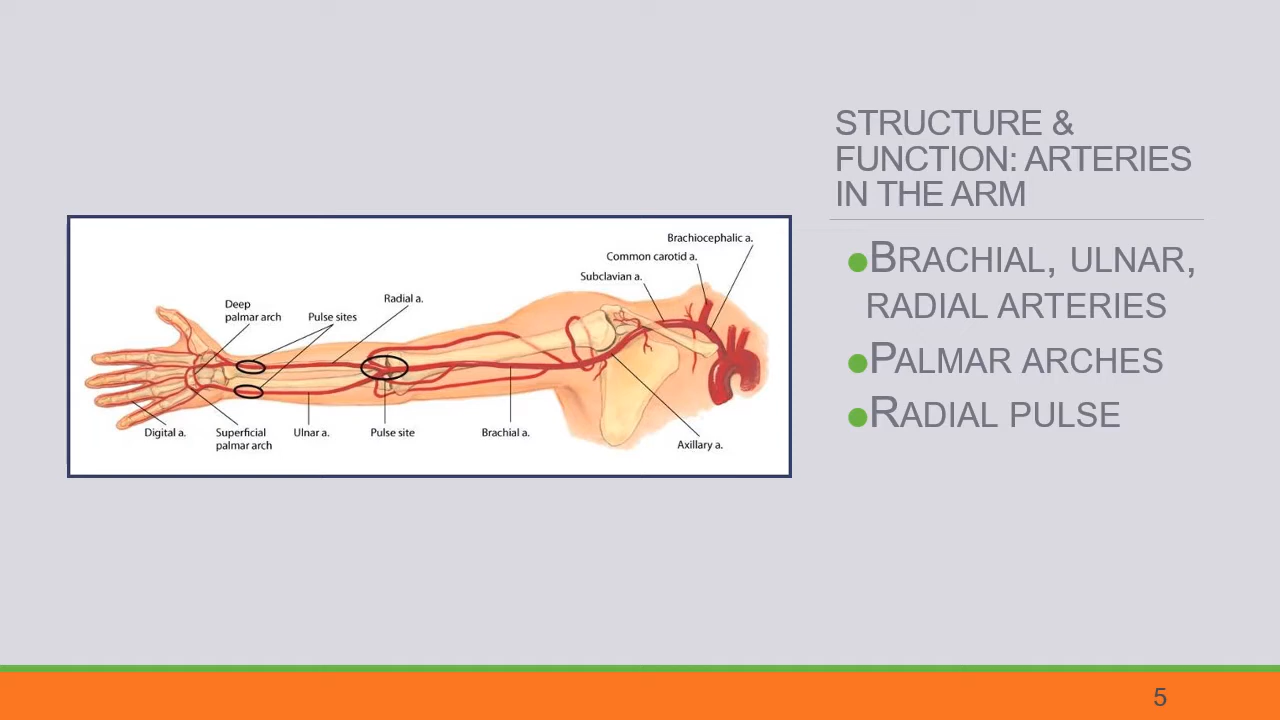 STRUCTURE &
FUNCTION: ARTERIES
IN THE ARM
●BRACHIAL, ULNAR,
RADIAL ARTERIES
●PALMAR ARCHES
●RADIAL PULSE
Brachiocephalic a.
Common carotid a.
Subclavian a.
Radial a.
Deep
palmar arch
Pulse sites
Digital a.
Superficial
palmar arch
Ulnar a.
Pulse site
Brachial a.
Axillary a.
5